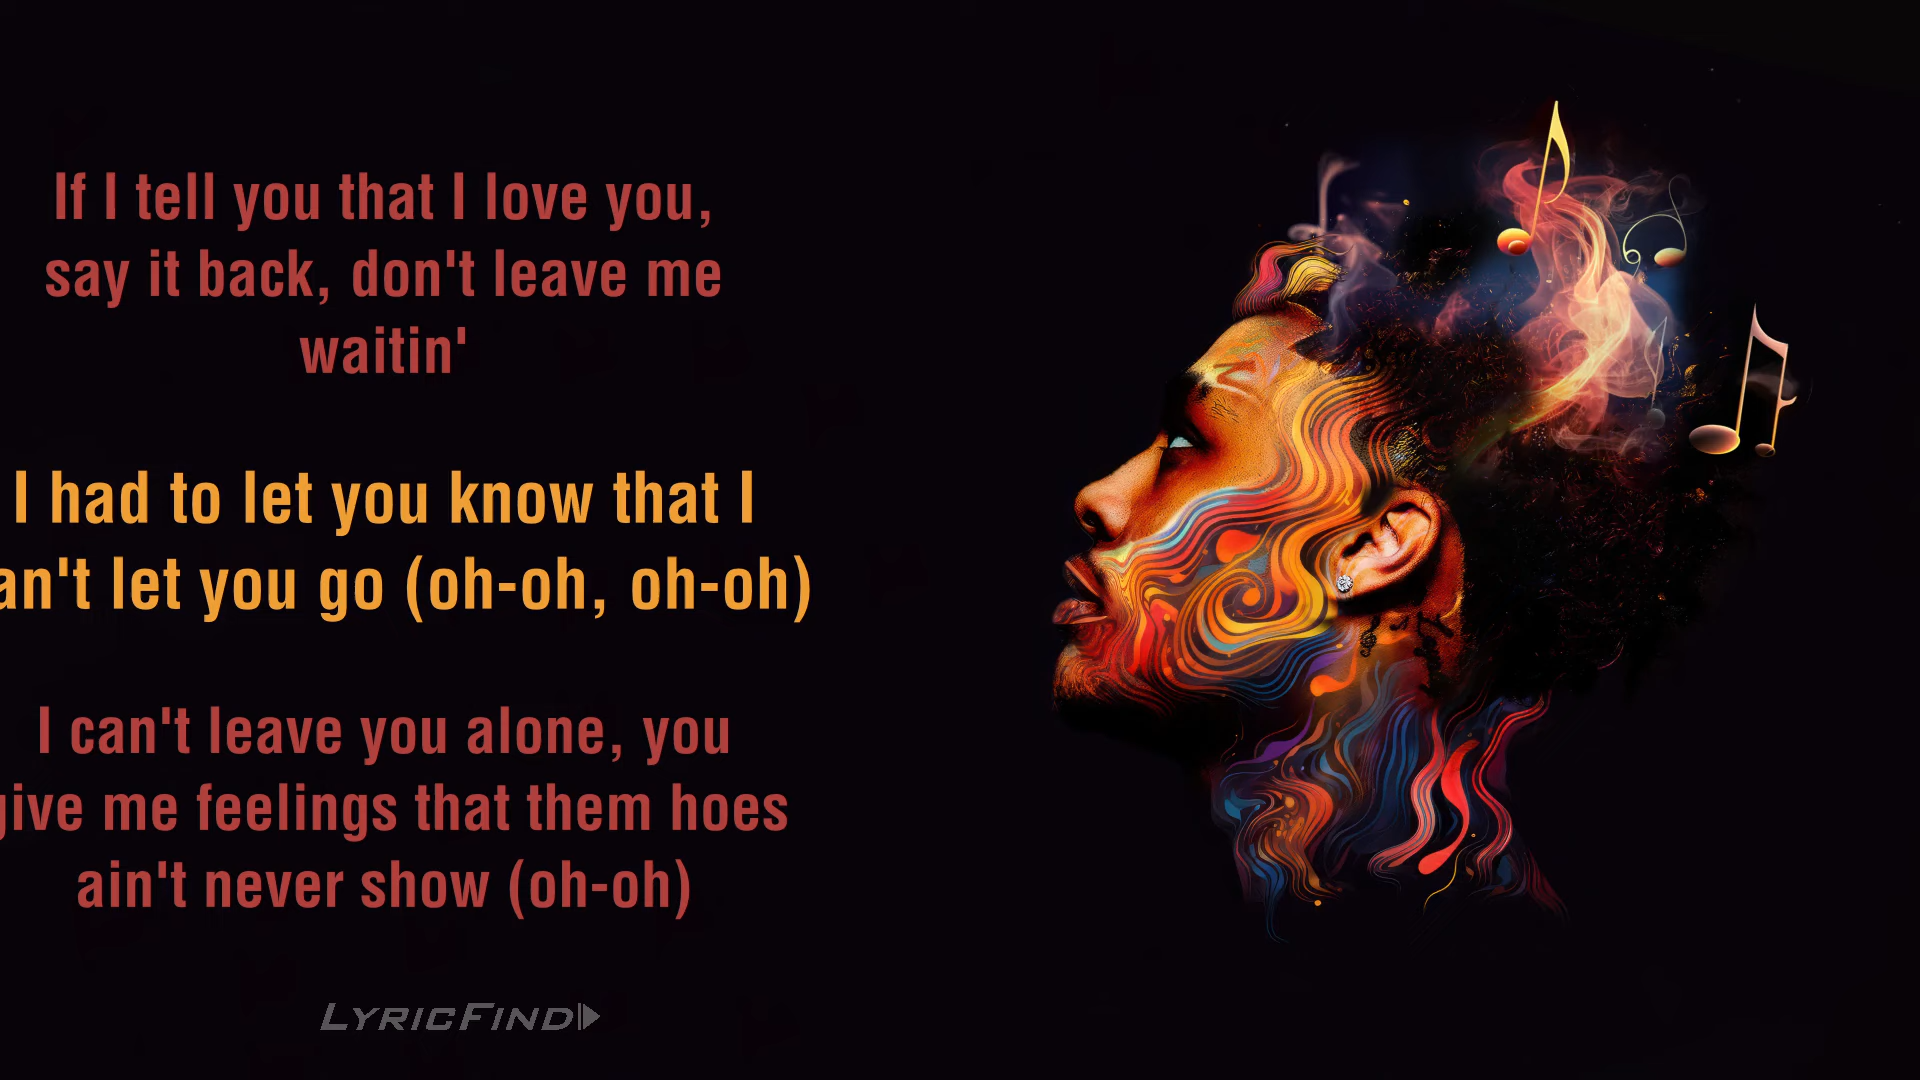 If I tell you that I love you,
say it back, don't leave me
waitin'
I had to let you know that I
an't let you go (oh-oh, oh-oh)
I can't leave you alone, you
give me feelings that them hoes
ain't never show (oh-oh)
LYRICFIND